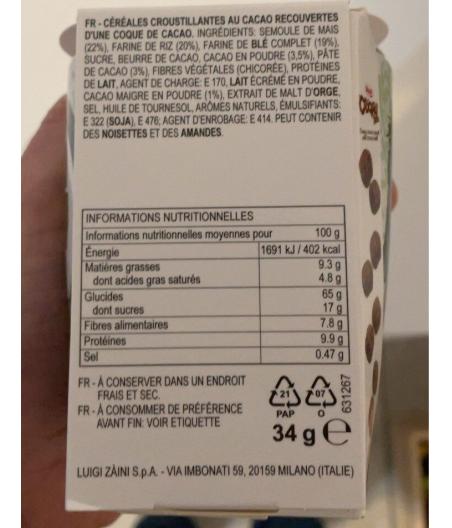 FR - CÉRÉALES CROUSTILLANTES AU CACAO RECOUVERTES
D'UNE COQUE DE CACAO. INGRÉDIENTS: SEMOULE DE MAIS
(22%), FARINE DE RIZ (20%), FARINE DE BLÉ COMPLET (19%),
SUCRE, BEURRE DE CACAO, CACAO EN POUDRE (3,5%), PÂTE
DE CACAO (3%), FIBRES VÉGÉTALES (CHICORÉE), PROTÉINES
DE LAIT, AGENT DE CHARGE: E 170, LAIT ÉCRÉMÉ EN POUDRE,
CACAO MAIGRE EN POUDRE (1%), EXTRAIT DE MALT D'ORGE,
SEL, HUILE DE TOURNESOL, ARÔMES NATURELS, ÉMULSIFIANTS:
E 322 (SOJA), E 476; AGENT D'ENROBAGE: E 414. PEUT CONTENIR
DES NOISETTES ET DES AMANDES.
INFORMATIONS NUTRITIONNELLES
Informations nutritionnelles moyennes pour 100 g
Énergie 1691 kJ / 402 kcal
Matières grasses 9.3 g
dont acides gras saturés 4.8 g
Glucides 65 g
dont sucres 17 g
Fibres alimentaires 7.8 g
Protéines 9.9 g
Sel 0.47 g
FR - À CONSERVER DANS UN ENDROIT
FRAIS ET SEC.
FR - À CONSOMMER DE PRÉFÉRENCE
AVANT FIN: VOIR ETIQUETTE
21 07
PAP O
631267
34 g e
LUIGI ZÀINI S.p.A. - VIA IMBONATI 59, 20159 MILANO (ITALIE)